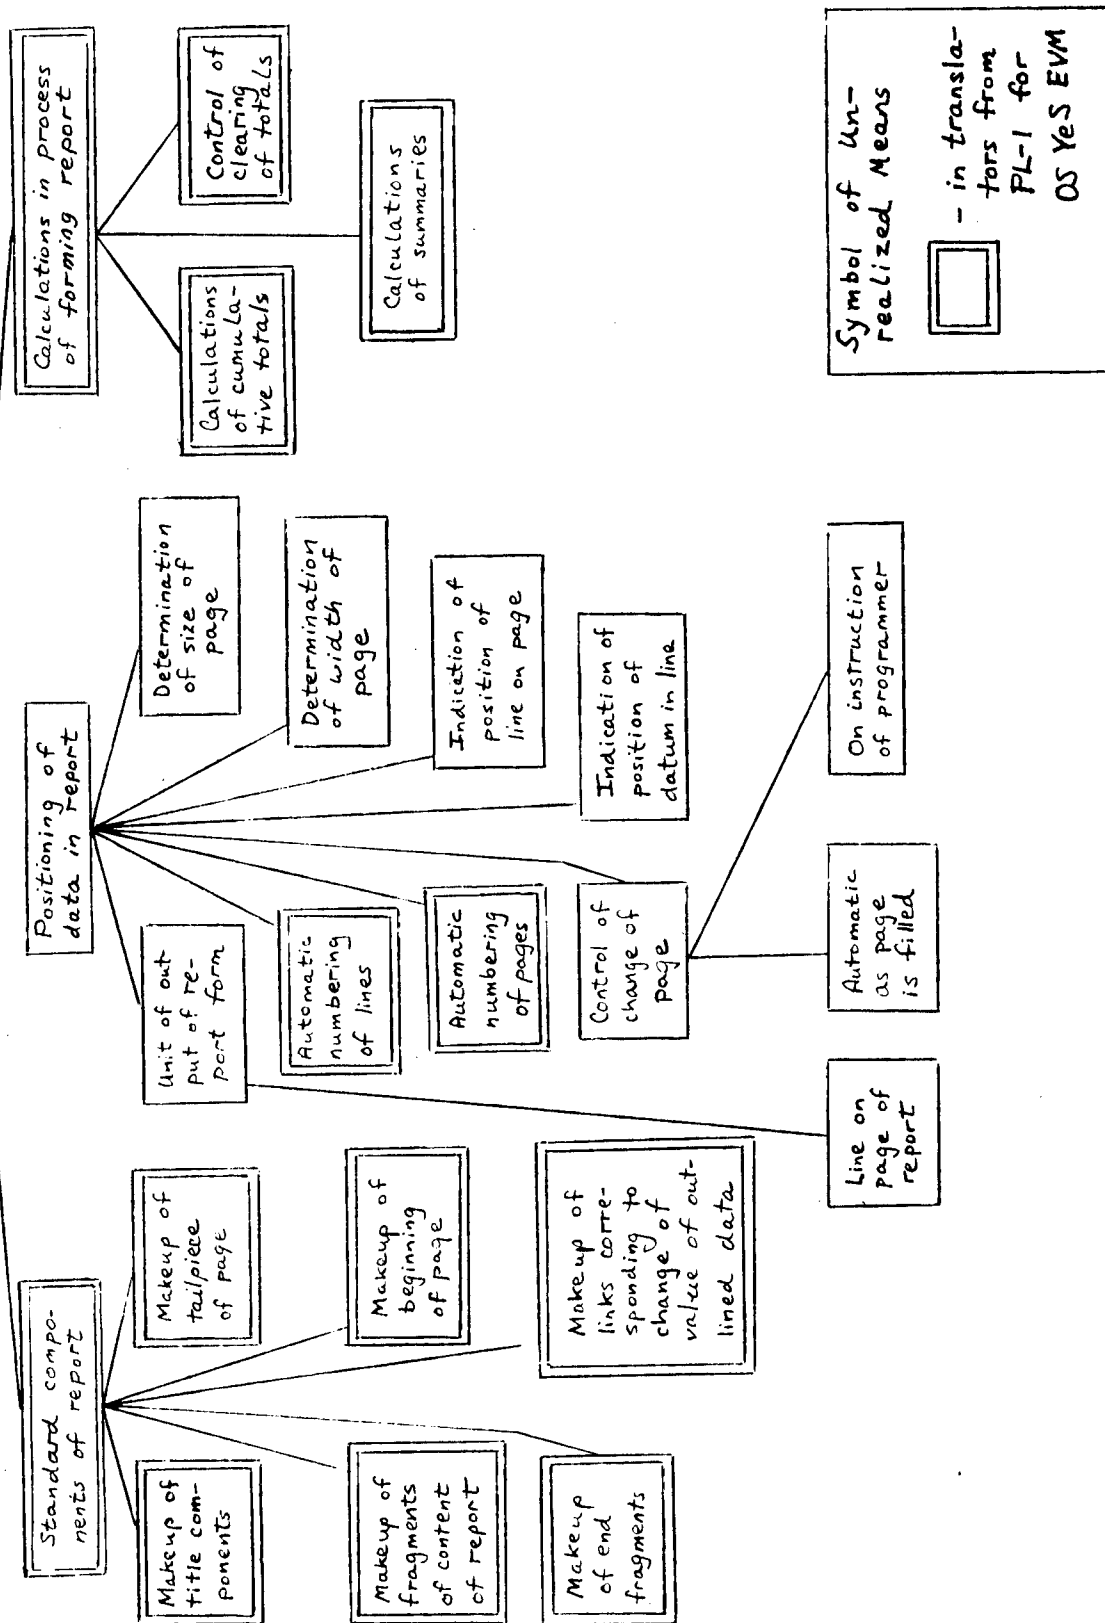 Standard compo-
nents of report
Makeup of
title com-
ponents
Makeup of
tailpiece
of page
Makeup of
fragments
of content
of report
Makeup of
beginning
of page
Makeup
of end
fragments
Makeup of
links corre-
sponding to
change of
value of out-
lined data
Positioning of
data in report
Unit of out
put of re-
port form
Determination
of size of
page
Automatic
numbering
of lines
Determination
of width of
page
Automatic
numbering
of pages
Indication of
position of
line on page
Control of
change of
page
Indication of
position of
datum in line
Line on
page of
report
Automatic
as page
is filled
On instruction
of programmer
Calculations in process
of forming report
Calculations
of cumula-
tive totals
Control of
clearing
of totals
Calculations
of summaries
Symbol of Un-
realized Means
- in transla-
tors from
PL-1 for
OS YeS EVM